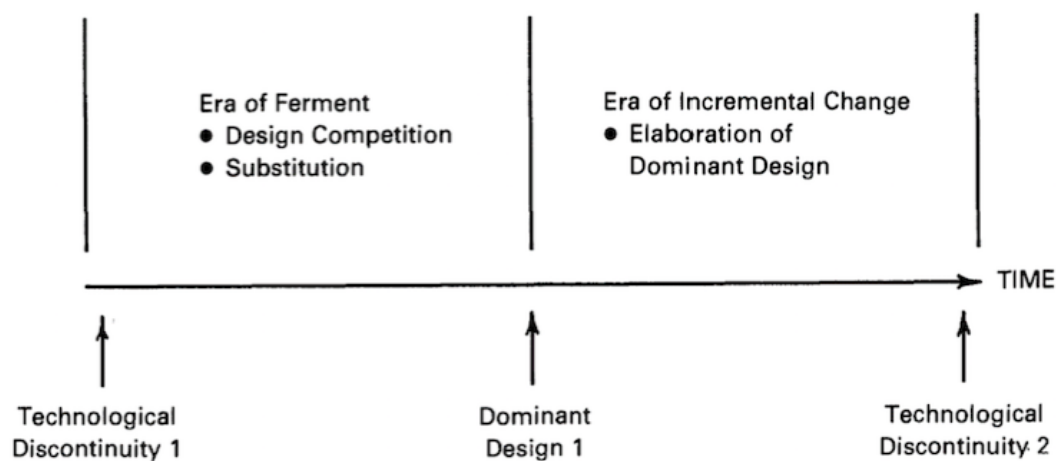 Era of Ferment
● Design Competition
● Substitution
Era of Incremental Change
● Elaboration of
Dominant Design
TIME
Technological
Discontinuity 1
Dominant
Design 1
Technological
Discontinuity 2